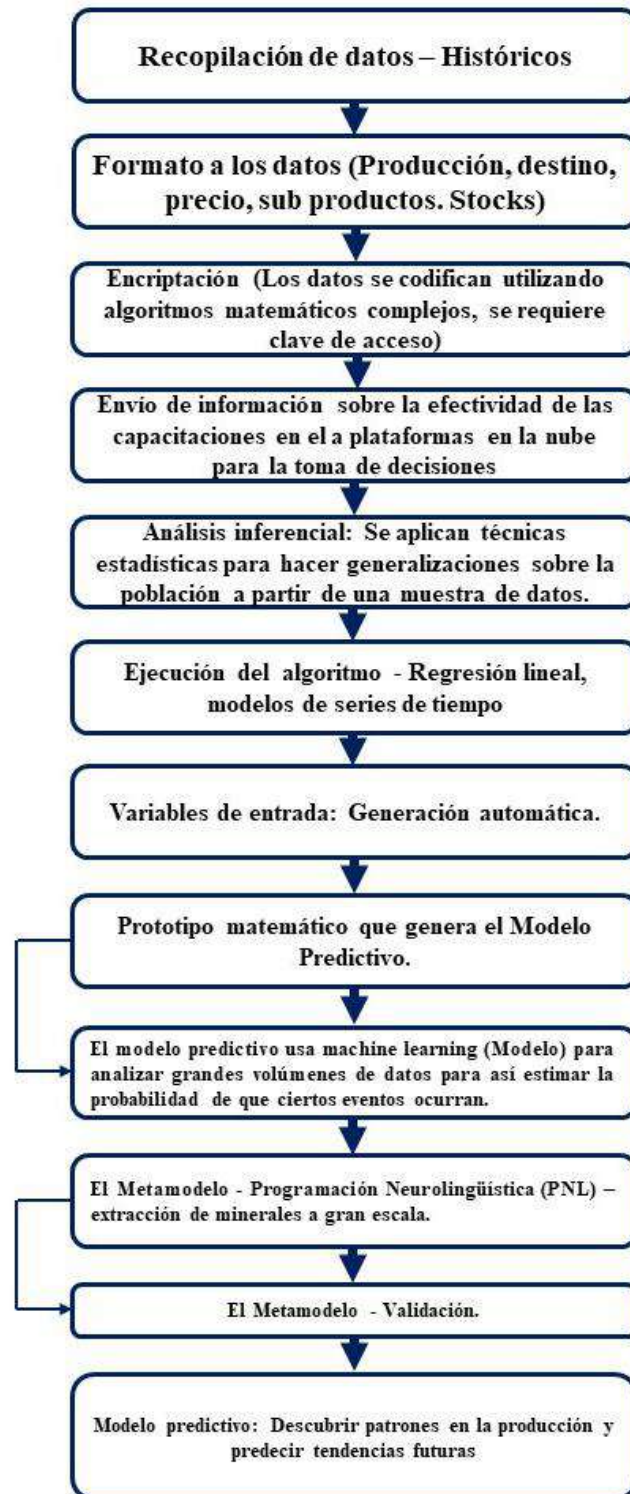 Recopilación de datos – Históricos
Formato a los datos (Producción, destino,
precio, sub productos. Stocks)
Encriptación (Los datos se codifican utilizando
algoritmos matemáticos complejos, se requiere
clave de acceso)
Envío de información sobre la efectividad de las
capacitaciones en el a plataformas en la nube
para la toma de decisiones
Análisis inferencial: Se aplican técnicas
estadísticas para hacer generalizaciones sobre la
población a partir de una muestra de datos.
Ejecución del algoritmo - Regresión lineal,
modelos de series de tiempo
Variables de entrada: Generación automática.
Prototipo matemático que genera el Modelo
Predictivo.
El modelo predictivo usa machine learning (Modelo) para
analizar grandes volúmenes de datos para así estimar la
probabilidad de que ciertos eventos ocurran.
El Metamodelo - Programación Neurolingüística (PNL) –
extracción de minerales a gran escala.
El Metamodelo - Validación.
Modelo predictivo: Descubrir patrones en la producción y
predecir tendencias futuras